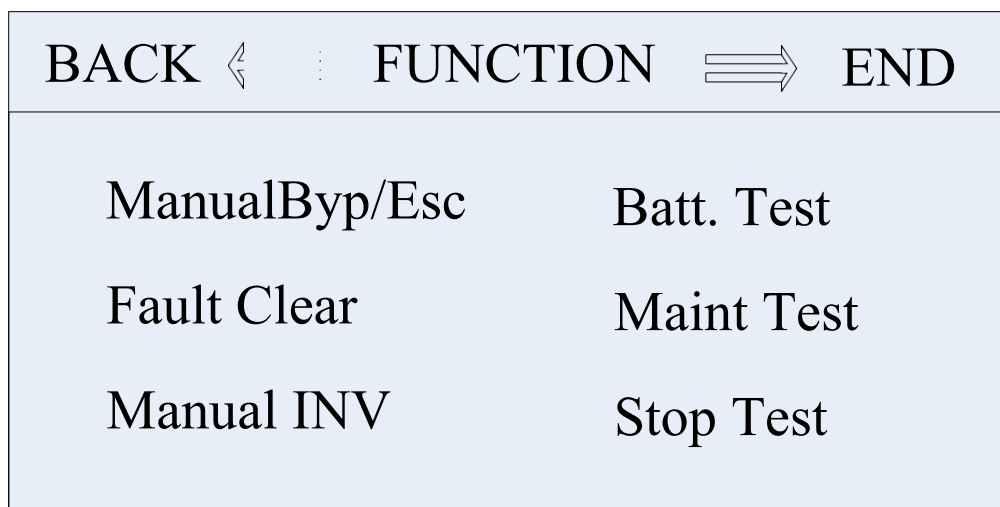 BACK FUNCTION END
ManualByp/Esc Batt. Test
Fault Clear Maint Test
Manual INV Stop Test